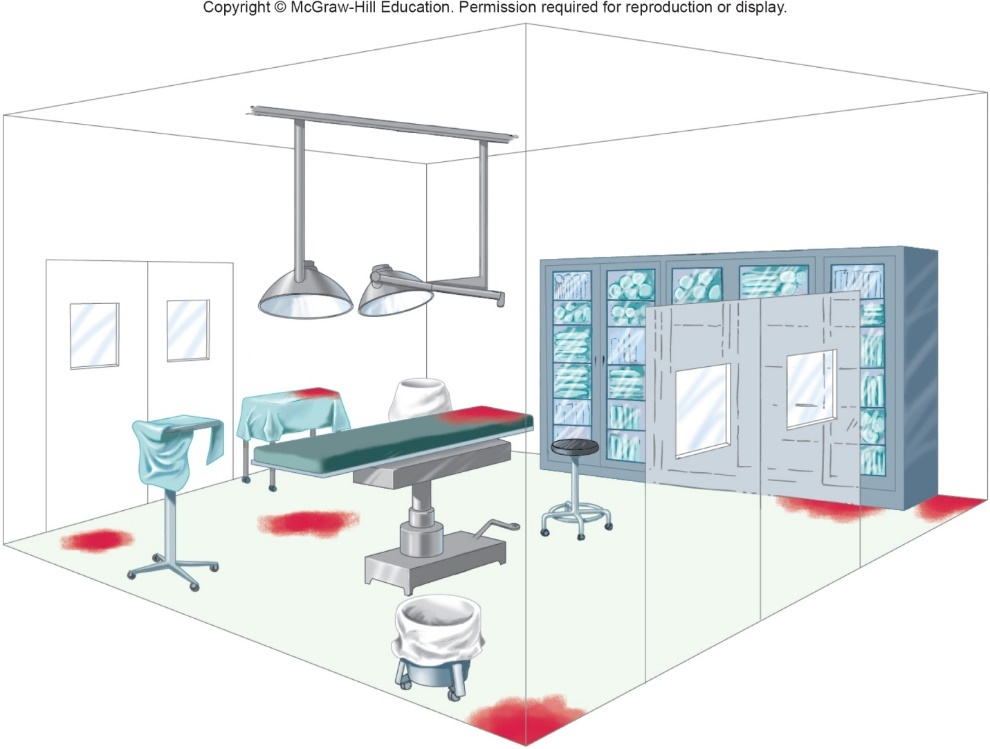 Copyright © McGraw-Hill Education. Permission required for reproduction or display.